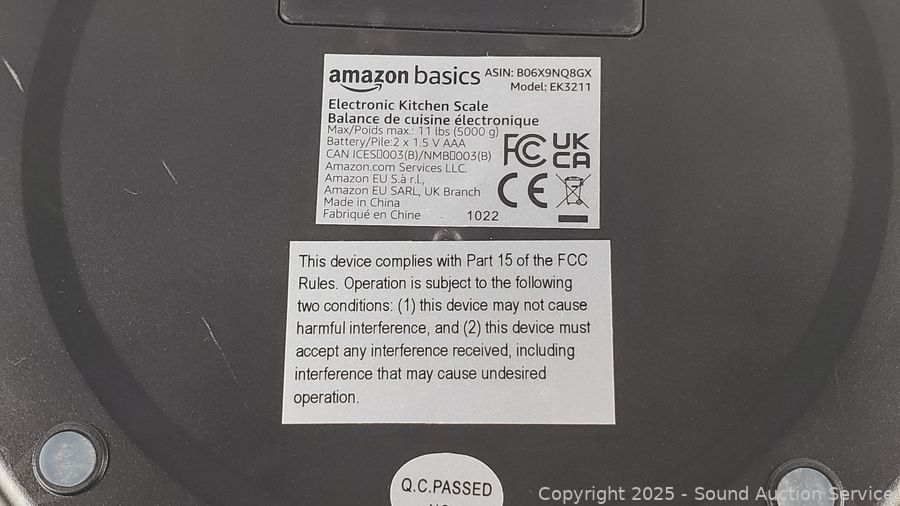 amazon basics
ASIN: B06X9NQ8GX
Model: EK3211
Electronic Kitchen Scale
Balance de cuisine électronique
Max/Poids max.: 11 lbs (5000 g)
Battery/Pile:2 x 1.5 V AAA
CAN ICES▯003(B)/NMB▯003(B)
Amazon.com Services LLC.
Amazon EU S.à r.l.,
Amazon EU SARL, UK Branch
Made in China
Fabriqué en Chine
1022
FC
UK
CA
CE
This device complies with Part 15 of the FCC
Rules. Operation is subject to the following
two conditions: (1) this device may not cause
harmful interference, and (2) this device must
accept any interference received, including
interference that may cause undesired
operation.
Q.C.PASSED
Copyright 2025 - Sound Auction Service